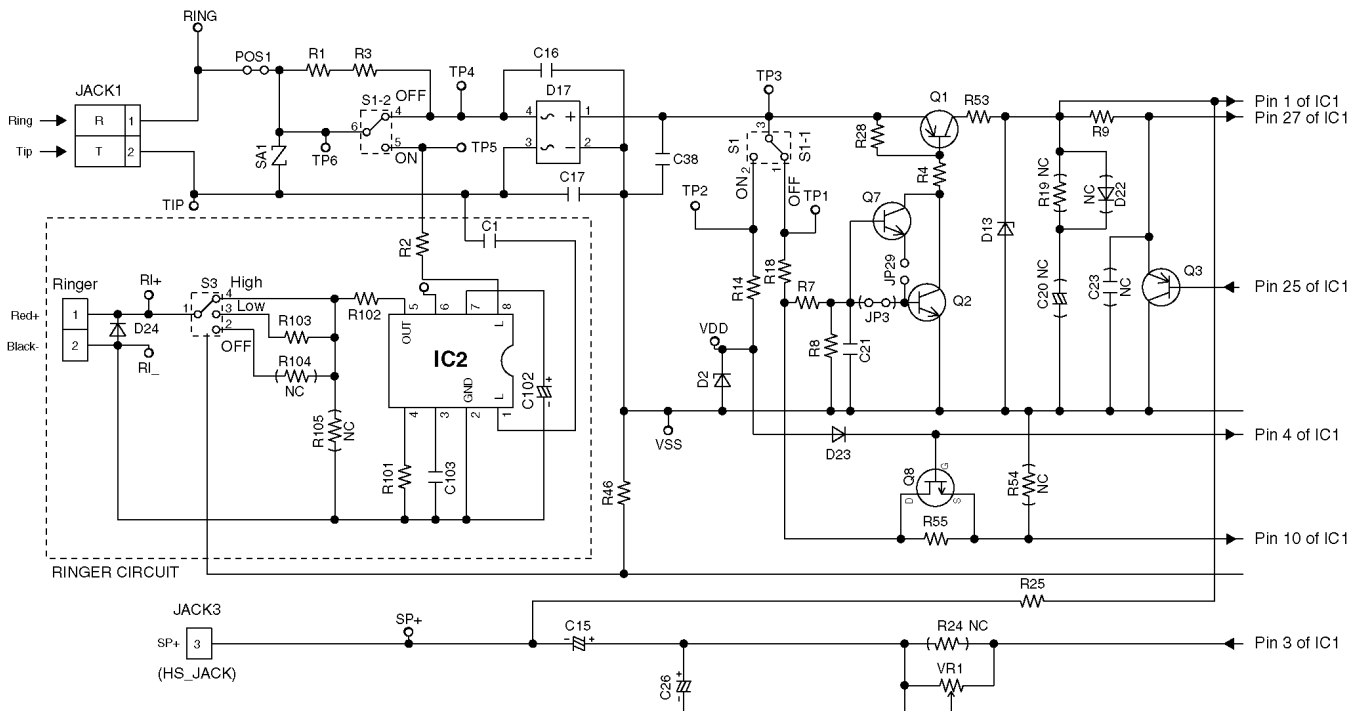 RING
POS1
R1
R3
C16
TP4
D17
TP3
Q1
R53
Pin 1 of IC1
Pin 27 of IC1
JACK1
Ring
R
1
Tip
T
2
S1-2
OFF
4
6
5
ON
TP5
TP6
SA1
4
1
3
2
+
−
~
~
C38
C17
TIP
S1
3
S1-1
ON
2
1
OFF
TP2
TP1
R28
R4
Q7
R9
R19 NC
NC
D22
D13
C20 NC
C23
NC
Q3
Pin 25 of IC1
R14
R18
R7
JP29
JP3
Q2
R8
C21
VDD
D2
VSS
Pin 4 of IC1
D23
Q8
D
G
S
R55
R54
NC
Pin 10 of IC1
R46
C1
R2
Ringer
Red+
1
Black-
2
RI+
D24
RI_
S3
High
Low
OFF
1
4
3
2
R103
R104
NC
R105
NC
R102
5
6
7
8
OUT
L
IC2
GND
L
4
3
2
1
C102
+
-
R101
C103
RINGER CIRCUIT
R25
JACK3
SP+
3
(HS_JACK)
SP+
C15
-
+
R24 NC
VR1
Pin 3 of IC1
C26
+
-